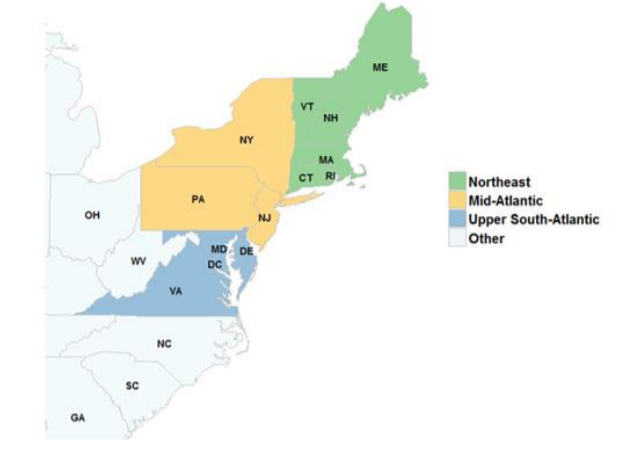 ME
VT
NH
NY
MA
CT RI
PA
OH
NJ
MD DE
WV
DC
VA
NC
SC
GA
Northeast
Mid-Atlantic
Upper South-Atlantic
Other